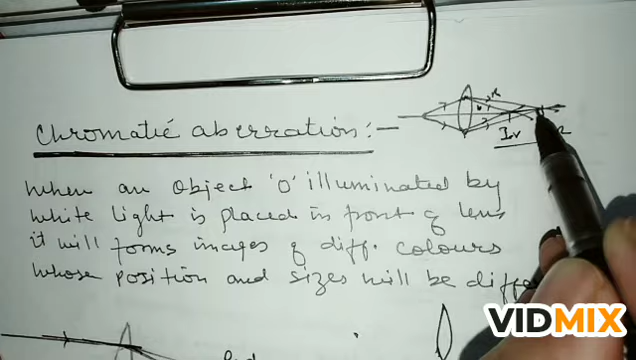 Chromatic aberration:-
v R
Iv R
When an Object 'O' illuminated by
white light is placed in front of lens
it will forms images of diff. colours
whose position and sizes will be
VIDMIX